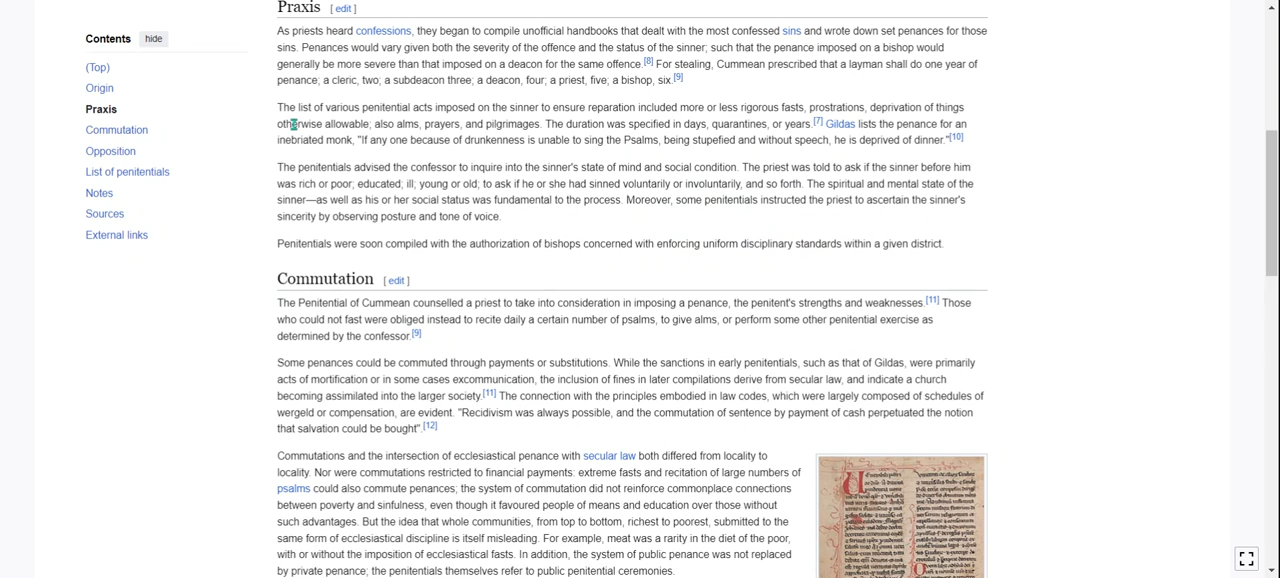 Praxis [ edit ]
As priests heard confessions, they began to compile unofficial handbooks that dealt with the most confessed sins and wrote down set penances for those
Contents hide
sins. Penances would vary given both the severity of the offence and the status of the sinner; such that the penance imposed on a bishop would
generally be more severe than that imposed on a deacon for the same offence.[8] For stealing, Cummean prescribed that a layman shall do one year of
(Top)
penance; a cleric, two; a subdeacon three; a deacon, four; a priest, five; a bishop, six.[9]
Origin
Praxis
The list of various penitential acts imposed on the sinner to ensure reparation included more or less rigorous fasts, prostrations, deprivation of things
otherwise allowable; also alms, prayers, and pilgrimages. The duration was specified in days, quarantines, or years.[7] Gildas lists the penance for an
Commutation
inebriated monk, "If any one because of drunkenness is unable to sing the Psalms, being stupefied and without speech, he is deprived of dinner."[10]
Opposition
The penitentials advised the confessor to inquire into the sinner's state of mind and social condition. The priest was told to ask if the sinner before him
List of penitentials
was rich or poor; educated; ill; young or old; to ask if he or she had sinned voluntarily or involuntarily, and so forth. The spiritual and mental state of the
Notes
sinner—as well as his or her social status was fundamental to the process. Moreover, some penitentials instructed the priest to ascertain the sinner's
Sources
sincerity by observing posture and tone of voice.
External links
Penitentials were soon compiled with the authorization of bishops concerned with enforcing uniform disciplinary standards within a given district.
Commutation [ edit ]
The Penitential of Cummean counselled a priest to take into consideration in imposing a penance, the penitent's strengths and weaknesses.[11] Those
who could not fast were obliged instead to recite daily a certain number of psalms, to give alms, or perform some other penitential exercise as
determined by the confessor.[9]
Some penances could be commuted through payments or substitutions. While the sanctions in early penitentials, such as that of Gildas, were primarily
acts of mortification or in some cases excommunication, the inclusion of fines in later compilations derive from secular law, and indicate a church
becoming assimilated into the larger society.[11] The connection with the principles embodied in law codes, which were largely composed of schedules of
wergeld or compensation, are evident. "Recidivism was always possible, and the commutation of sentence by payment of cash perpetuated the notion
that salvation could be bought".[12]
Commutations and the intersection of ecclesiastical penance with secular law both differed from locality to
locality. Nor were commutations restricted to financial payments: extreme fasts and recitation of large numbers of
psalms could also commute penances; the system of commutation did not reinforce commonplace connections
between poverty and sinfulness, even though it favoured people of means and education over those without
such advantages. But the idea that whole communities, from top to bottom, richest to poorest, submitted to the
same form of ecclesiastical discipline is itself misleading. For example, meat was a rarity in the diet of the poor,
with or without the imposition of ecclesiastical fasts. In addition, the system of public penance was not replaced
by private penance; the penitentials themselves refer to public penitential ceremonies.